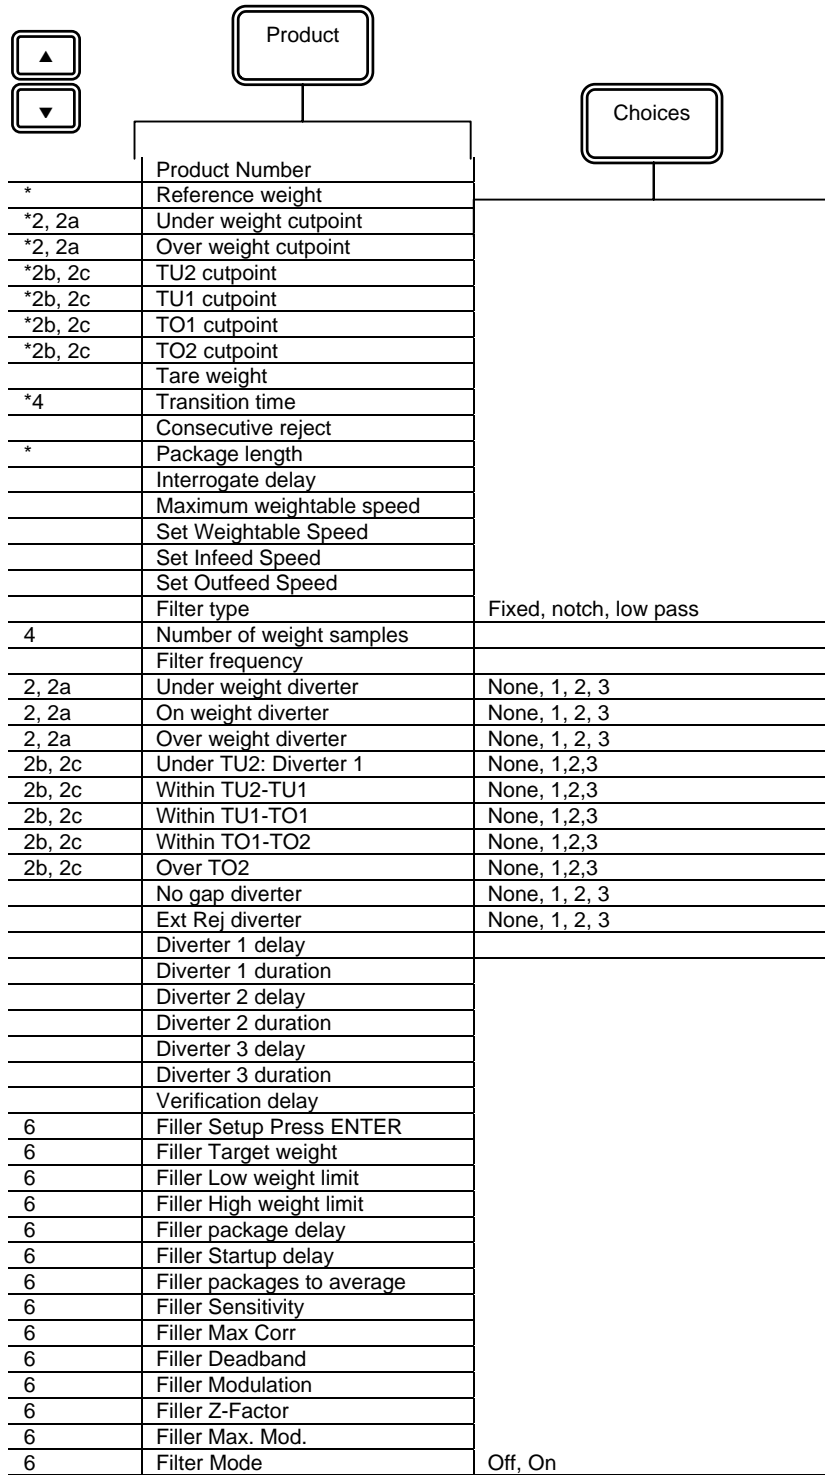 ▲
Product
▼
Choices
Product Number
* Reference weight
*2, 2a Under weight cutpoint
*2, 2a Over weight cutpoint
*2b, 2c TU2 cutpoint
*2b, 2c TU1 cutpoint
*2b, 2c TO1 cutpoint
*2b, 2c TO2 cutpoint
Tare weight
*4 Transition time
Consecutive reject
* Package length
Interrogate delay
Maximum weightable speed
Set Weightable Speed
Set Infeed Speed
Set Outfeed Speed
Filter type Fixed, notch, low pass
4 Number of weight samples
Filter frequency
2, 2a Under weight diverter None, 1, 2, 3
2, 2a On weight diverter None, 1, 2, 3
2, 2a Over weight diverter None, 1, 2, 3
2b, 2c Under TU2: Diverter 1 None, 1,2,3
2b, 2c Within TU2-TU1 None, 1,2,3
2b, 2c Within TU1-TO1 None, 1,2,3
2b, 2c Within TO1-TO2 None, 1,2,3
2b, 2c Over TO2 None, 1,2,3
No gap diverter None, 1, 2, 3
Ext Rej diverter None, 1, 2, 3
Diverter 1 delay
Diverter 1 duration
Diverter 2 delay
Diverter 2 duration
Diverter 3 delay
Diverter 3 duration
Verification delay
6 Filler Setup Press ENTER
6 Filler Target weight
6 Filler Low weight limit
6 Filler High weight limit
6 Filler package delay
6 Filler Startup delay
6 Filler packages to average
6 Filler Sensitivity
6 Filler Max Corr
6 Filler Deadband
6 Filler Modulation
6 Filler Z-Factor
6 Filler Max. Mod.
6 Filter Mode Off, On